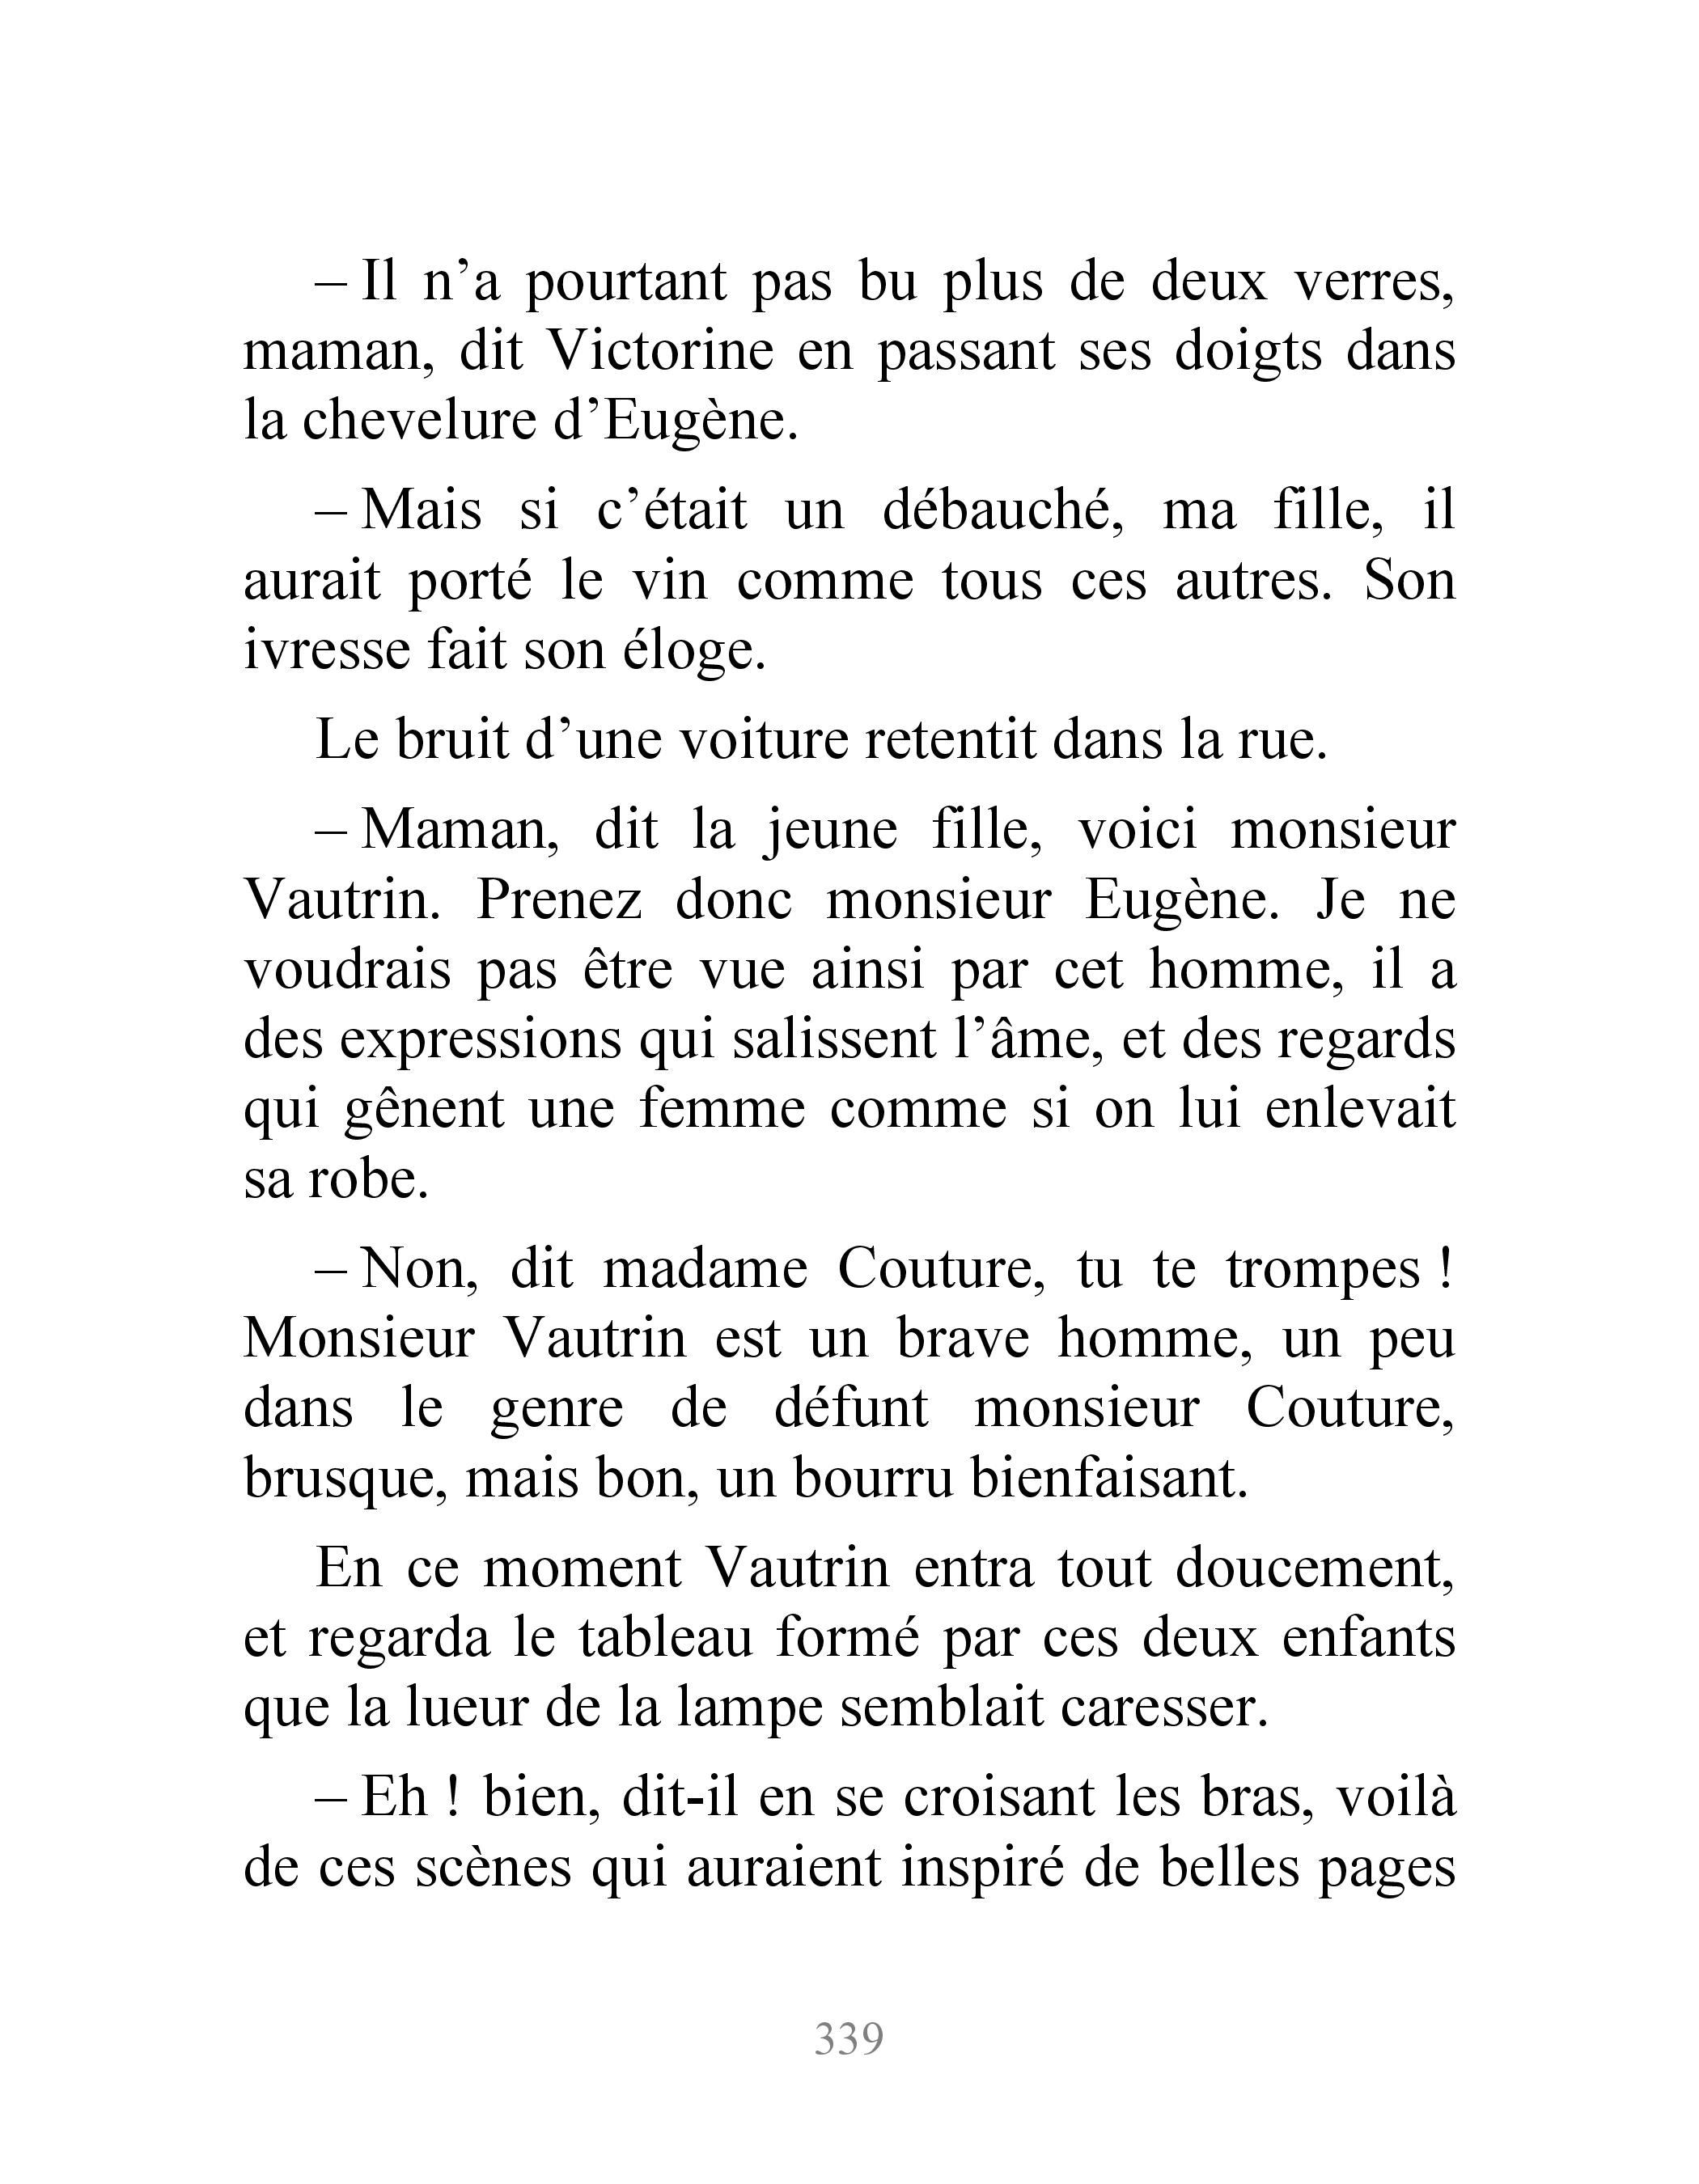 – Il n’a pourtant pas bu plus de deux verres,
maman, dit Victorine en passant ses doigts dans
la chevelure d’Eugène.
– Mais si c’était un débauché, ma fille, il
aurait porté le vin comme tous ces autres. Son
ivresse fait son éloge.
Le bruit d’une voiture retentit dans la rue.
– Maman, dit la jeune fille, voici monsieur
Vautrin. Prenez donc monsieur Eugène. Je ne
voudrais pas être vue ainsi par cet homme, il a
des expressions qui salissent l’âme, et des regards
qui gênent une femme comme si on lui enlevait
sa robe.
– Non, dit madame Couture, tu te trompes !
Monsieur Vautrin est un brave homme, un peu
dans le genre de défunt monsieur Couture,
brusque, mais bon, un bourru bienfaisant.
En ce moment Vautrin entra tout doucement,
et regarda le tableau formé par ces deux enfants
que la lueur de la lampe semblait caresser.
– Eh ! bien, dit-il en se croisant les bras, voilà
de ces scènes qui auraient inspiré de belles pages
339